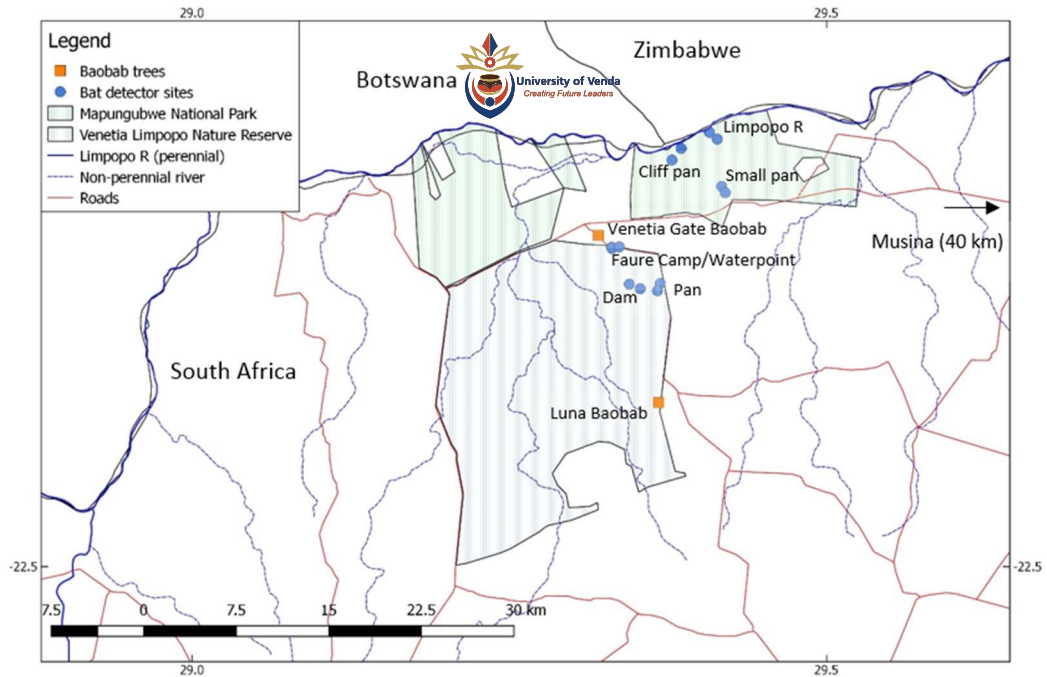 29.0
29.5
Legend
Baobab trees
Bat detector sites
Mapungubwe National Park
Venetia Limpopo Nature Reserve
Limpopo R (perennial)
Non-perennial river
Roads
Botswana
University of Venda
Creating Future Leaders
Zimbabwe
Limpopo R
Cliff pan
Small pan
Venetia Gate Baobab
Musina (40 km)
Faure Camp/Waterpoint
Dam
Pan
South Africa
Luna Baobab
-22.5
-22.5
7.5 0 7.5 15 22.5 30 km
29.0
29.5